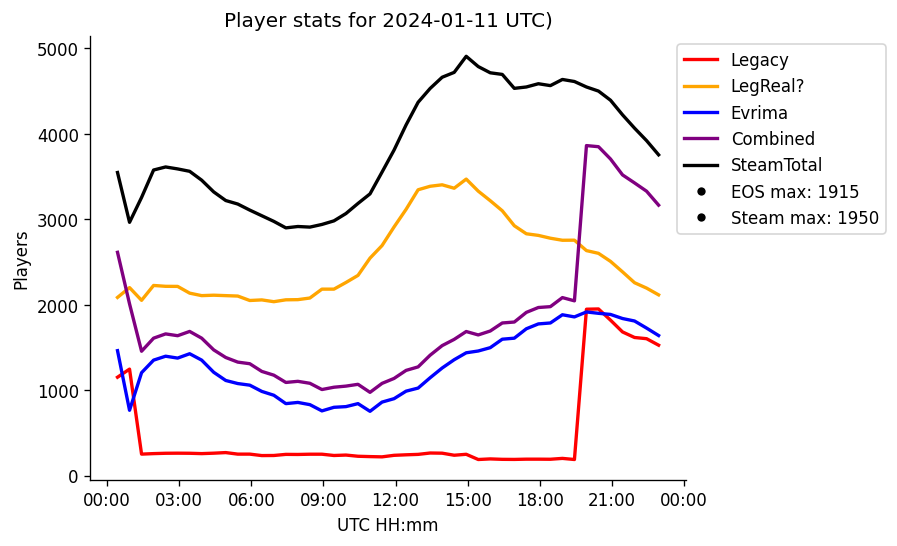 Player stats for 2024-01-11 UTC)
5000
4000
3000
2000
1000
0
Players
00:00 03:00 06:00 09:00 12:00 15:00 18:00 21:00 00:00
UTC HH:mm
Legacy
LegReal?
Evrima
Combined
SteamTotal
EOS max: 1915
Steam max: 1950